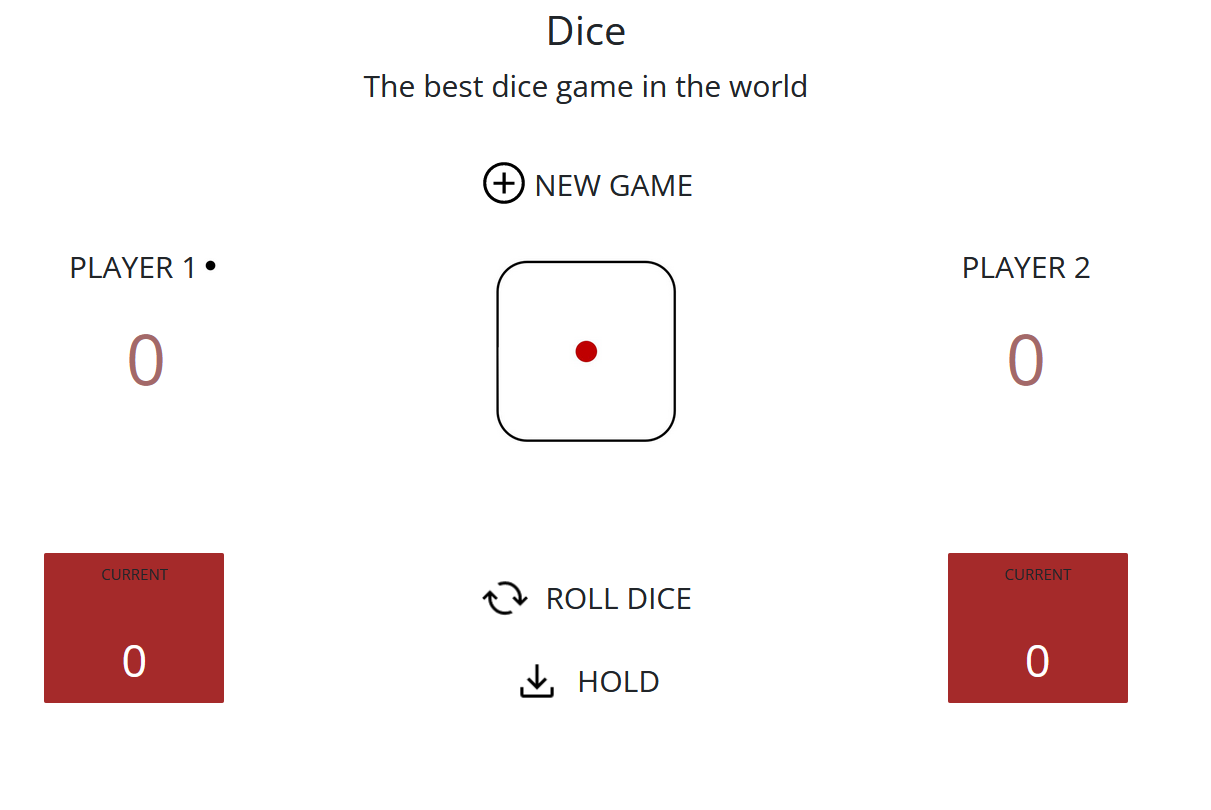 Dice
The best dice game in the world
NEW GAME
PLAYER 1
PLAYER 2
0
0
CURRENT
0
CURRENT
0
ROLL DICE
HOLD